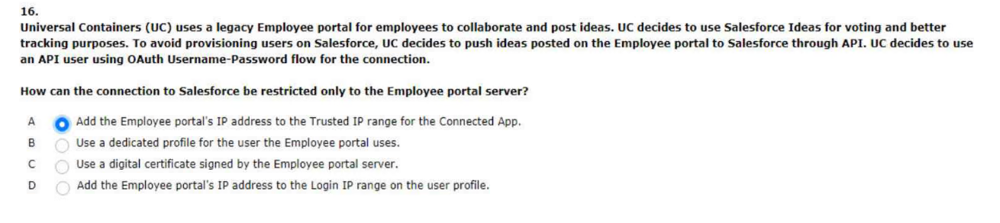 16.
Universal Containers (UC) uses a legacy Employee portal for employees to collaborate and post ideas. UC decides to use Salesforce Ideas for voting and better
tracking purposes. To avoid provisioning users on Salesforce, UC decides to push ideas posted on the Employee portal to Salesforce through API. UC decides to use
an API user using OAuth Username-Password flow for the connection.
How can the connection to Salesforce be restricted only to the Employee portal server?
A Add the Employee portal's IP address to the Trusted IP range for the Connected App.
B Use a dedicated profile for the user the Employee portal uses.
C Use a digital certificate signed by the Employee portal server.
D Add the Employee portal's IP address to the Login IP range on the user profile.